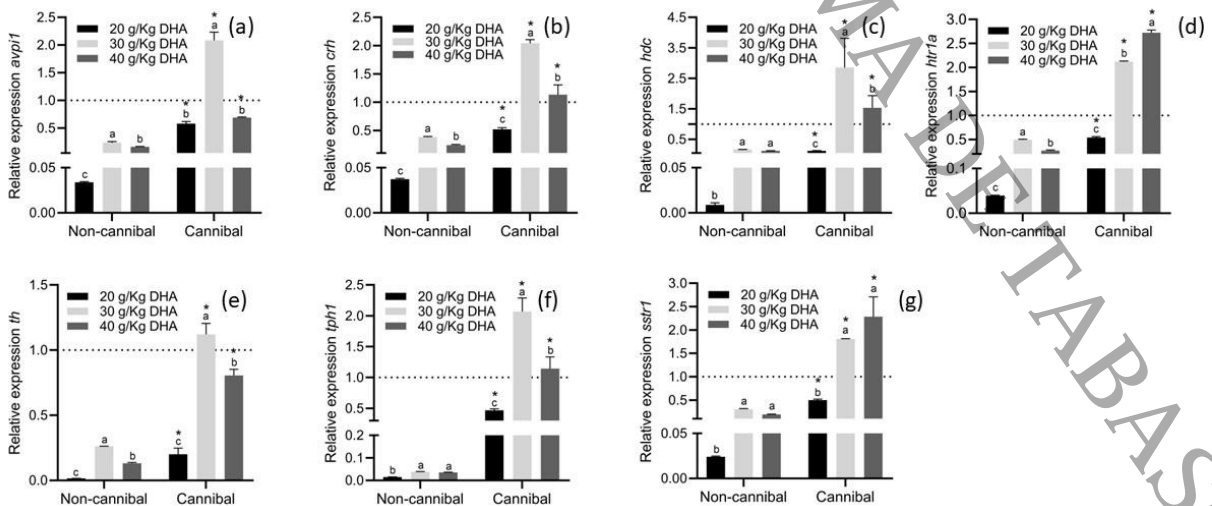 (a)
Relative expression avpi1
20 g/Kg DHA
30 g/Kg DHA
40 g/Kg DHA
2.5
2.0
1.5
1.0
0.5
0.05
0.00
c
a
b
*
b
*
a
*
b
Non-cannibal
Cannibal
(b)
Relative expression crh
20 g/Kg DHA
30 g/Kg DHA
40 g/Kg DHA
2.5
2.0
1.5
1.0
0.5
0.05
0.00
c
a
b
*
c
*
a
*
b
Non-cannibal
Cannibal
(c)
Relative expression hdc
20 g/Kg DHA
30 g/Kg DHA
40 g/Kg DHA
4.5
3.5
2.5
1.5
0.5
0.05
0.00
b
a
a
*
c
*
a
*
b
Non-cannibal
Cannibal
(d)
Relative expression htr1a
20 g/Kg DHA
30 g/Kg DHA
40 g/Kg DHA
3.0
2.5
2.0
1.5
1.0
0.5
0.1
0.0
c
a
b
*
c
*
b
*
a
Non-cannibal
Cannibal
(e)
Relative expression th
20 g/Kg DHA
30 g/Kg DHA
40 g/Kg DHA
1.5
1.0
0.5
0.0
c
a
b
*
c
*
a
*
b
Non-cannibal
Cannibal
(f)
Relative expression tph1
20 g/Kg DHA
30 g/Kg DHA
40 g/Kg DHA
2.5
2.0
1.5
1.0
0.5
0.2
0.1
0.0
b
a
a
*
c
*
a
*
b
Non-cannibal
Cannibal
(g)
Relative expression sstr1
20 g/Kg DHA
30 g/Kg DHA
40 g/Kg DHA
3.0
2.5
2.0
1.5
1.0
0.5
0.05
0.00
b
a
a
*
b
*
a
*
a
Non-cannibal
Cannibal
MA DETABAS